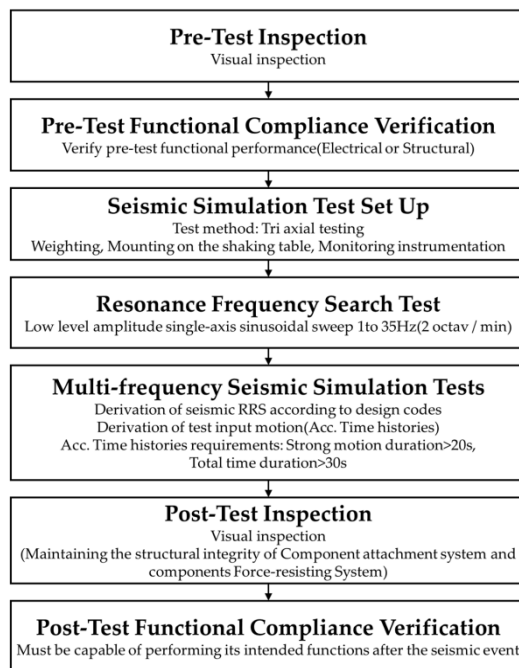 Pre-Test Inspection
Visual inspection
Pre-Test Functional Compliance Verification
Verify pre-test functional performance(Electrical or Structural)
Seismic Simulation Test Set Up
Test method: Tri axial testing
Weighting, Mounting on the shaking table, Monitoring instrumentation
Resonance Frequency Search Test
Low level amplitude single-axis sinusoidal sweep 1to 35Hz(2 octav / min)
Multi-frequency Seismic Simulation Tests
Derivation of seismic RRS according to design codes
Derivation of test input motion(Acc. Time histories)
Acc. Time histories requirements: Strong motion duration>20s,
Total time duration>30s
Post-Test Inspection
Visual inspection
(Maintaining the structural integrity of Component attachment system and
components Force-resisting System)
Post-Test Functional Compliance Verification
Must be capable of performing its intended functions after the seismic event